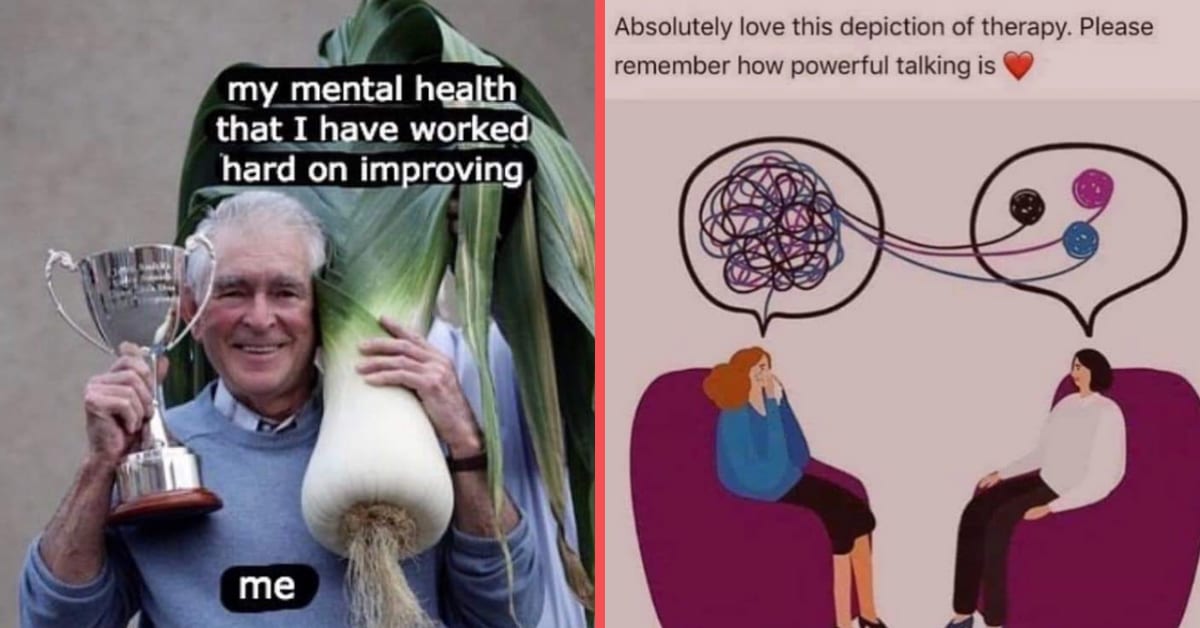 my mental health
that I have worked
hard on improving
me
Absolutely love this depiction of therapy. Please
remember how powerful talking is ❤️